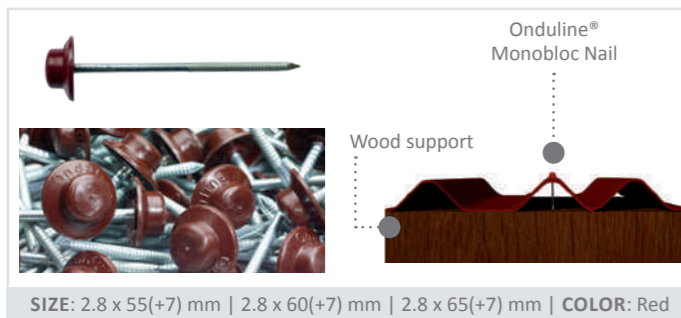 Onduline®
Monobloc Nail
Wood support
SIZE: 2.8 x 55(+7) mm | 2.8 x 60(+7) mm | 2.8 x 65(+7) mm | COLOR: Red